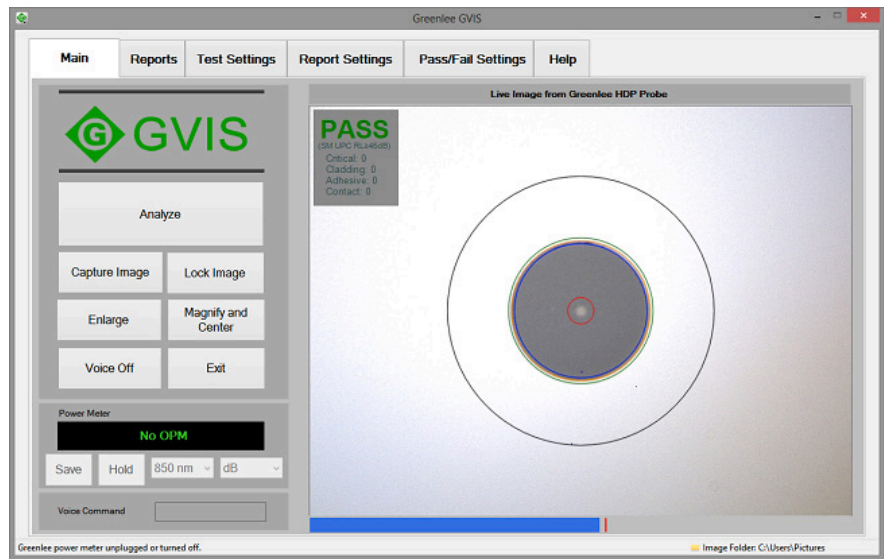 Greenlee GVIS
Main
Reports
Test Settings
Report Settings
Pass/Fail Settings
Help
G GVIS
Analyze
Capture Image
Lock Image
Enlarge
Magnify and
Center
Voice Off
Exit
Power Meter
No OPM
Save
Hold
850 nm
dB
Voice Command
Live Image from Greenlee HDP Probe
PASS
(SM UPC RL≥45dB)
Critical: 0
Cladding: 0
Adhesive: 0
Contact: 0
Greenlee power meter unplugged or turned off.
Image Folder: C:\Users\Pictures